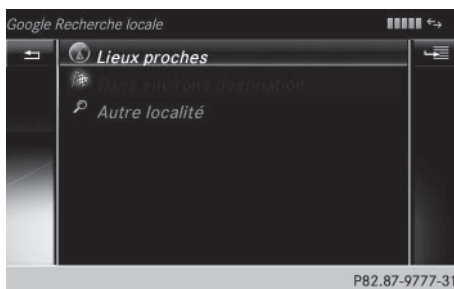 Google Recherche locale
Lieux proches
Dans environs destination
Autre localité
P82.87-9777-31